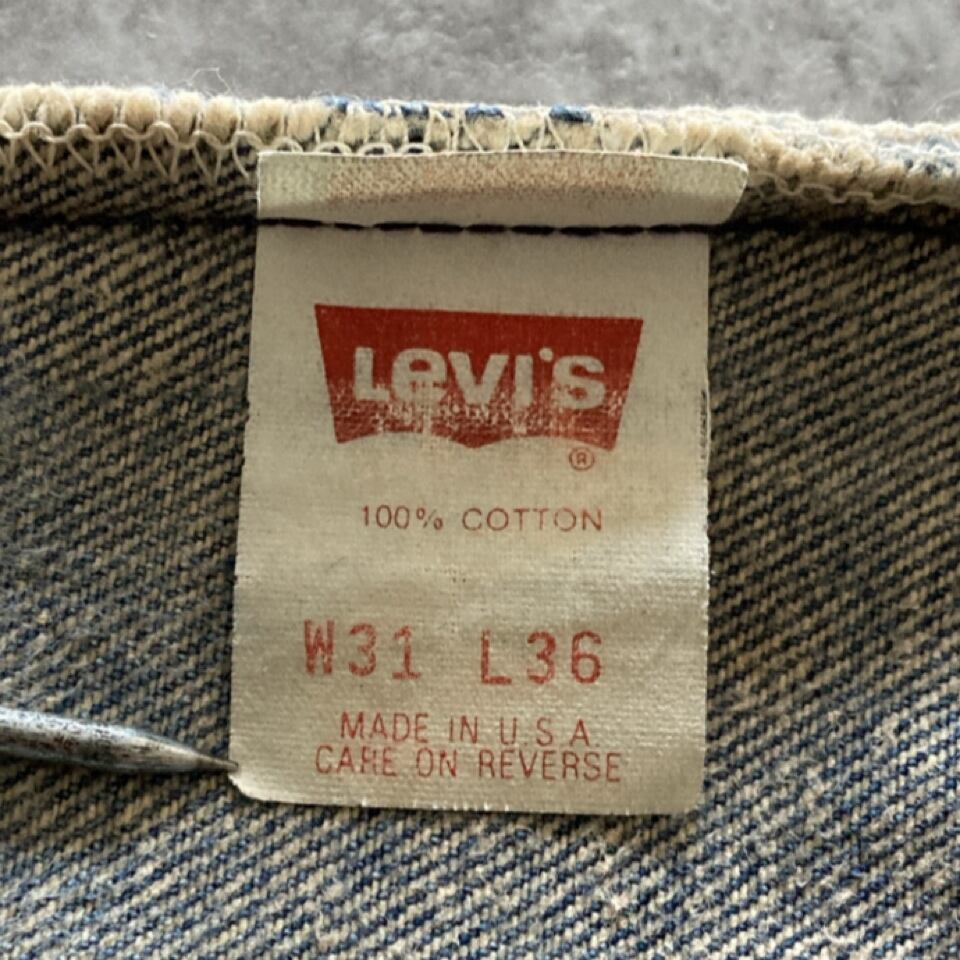 Levi's
®
100% COTTON
W31 L36
MADE IN U.S.A
CARE ON REVERSE